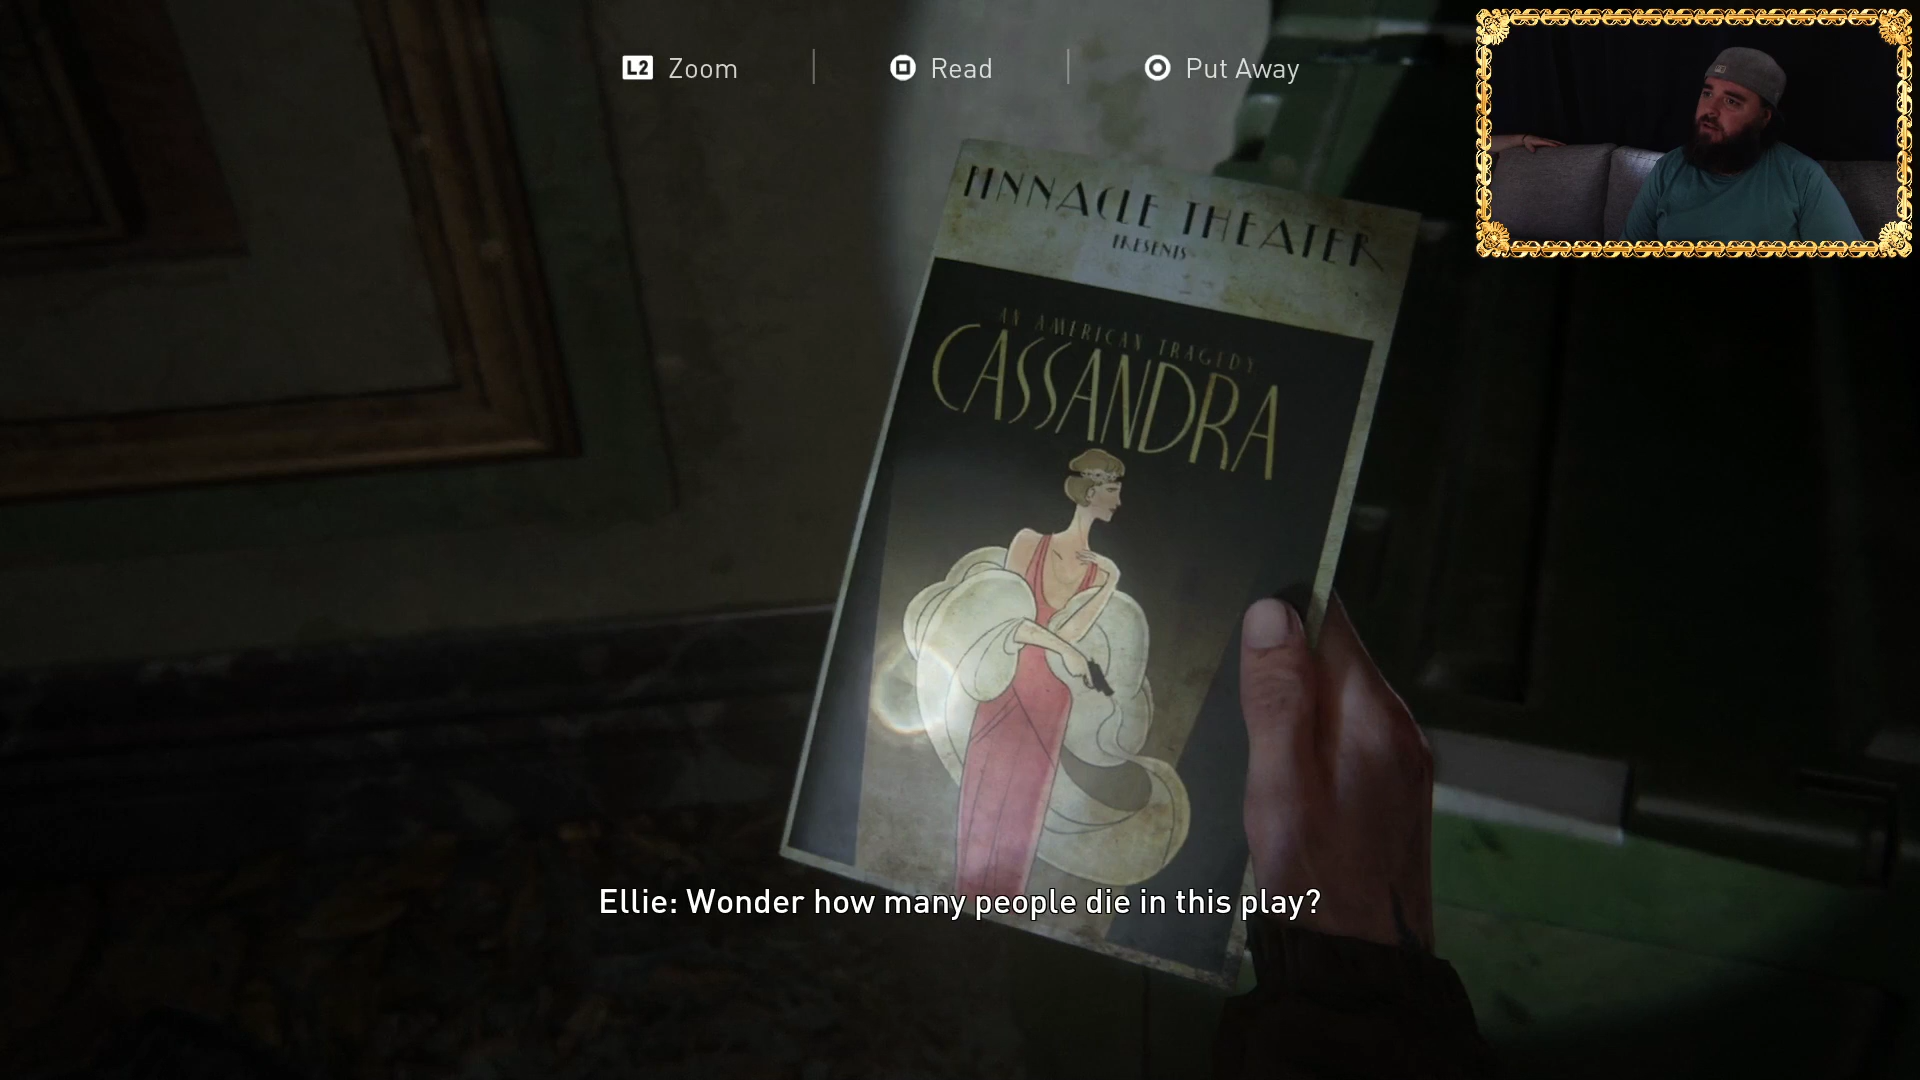 L2 Zoom
Read
Put Away
PINNACLE THEATER
PRESENTS
AN AMERICAN TRAGEDY
CASSANDRA
Ellie: Wonder how many people die in this play?